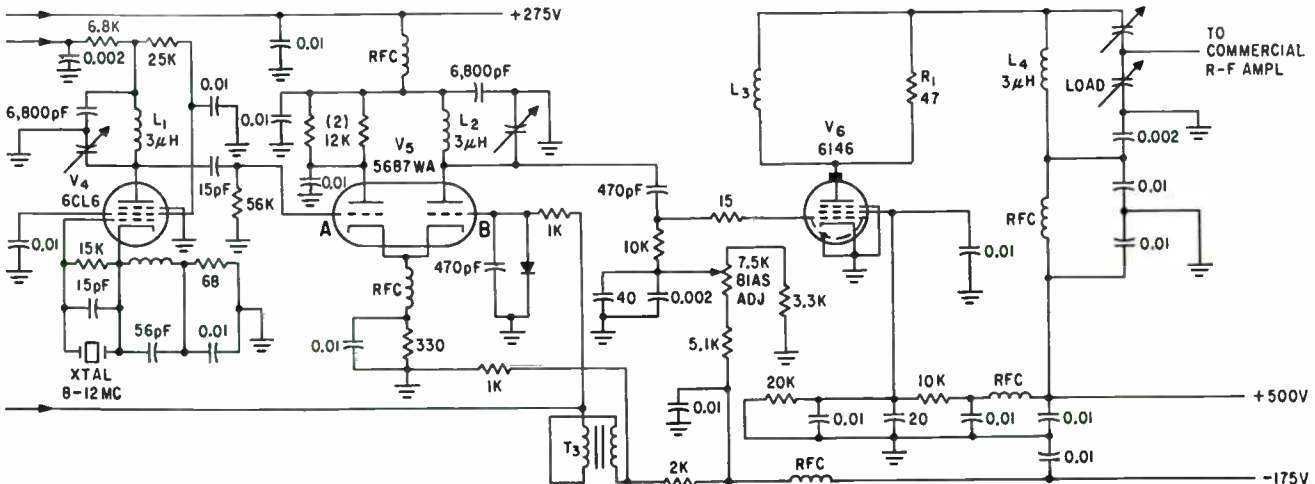 +275V
6.8K
0.002
25K
0.01
0.01
RFC
6,800pF
L1
3μH
V4
6CL6
15pF
56K
0.01
15K
15pF
68
56pF
0.01
XTAL
8-12MC
0.01
(2)
12K
0.01
V5
5687WA
L2
3μH
6,800pF
A
B
RFC
0.01
330
1K
470pF
1K
T3
2K
470pF
15
10K
40
0.002
7.5K
BIAS
ADJ
3.3K
5.1K
0.01
RFC
L3
R1
47
V6
6146
0.01
L4
3μH
LOAD
TO
COMMERCIAL
R-F AMPL
0.002
0.01
0.01
RFC
20K
0.01
20
10K
0.01
RFC
0.01
0.01
+500V
-175V